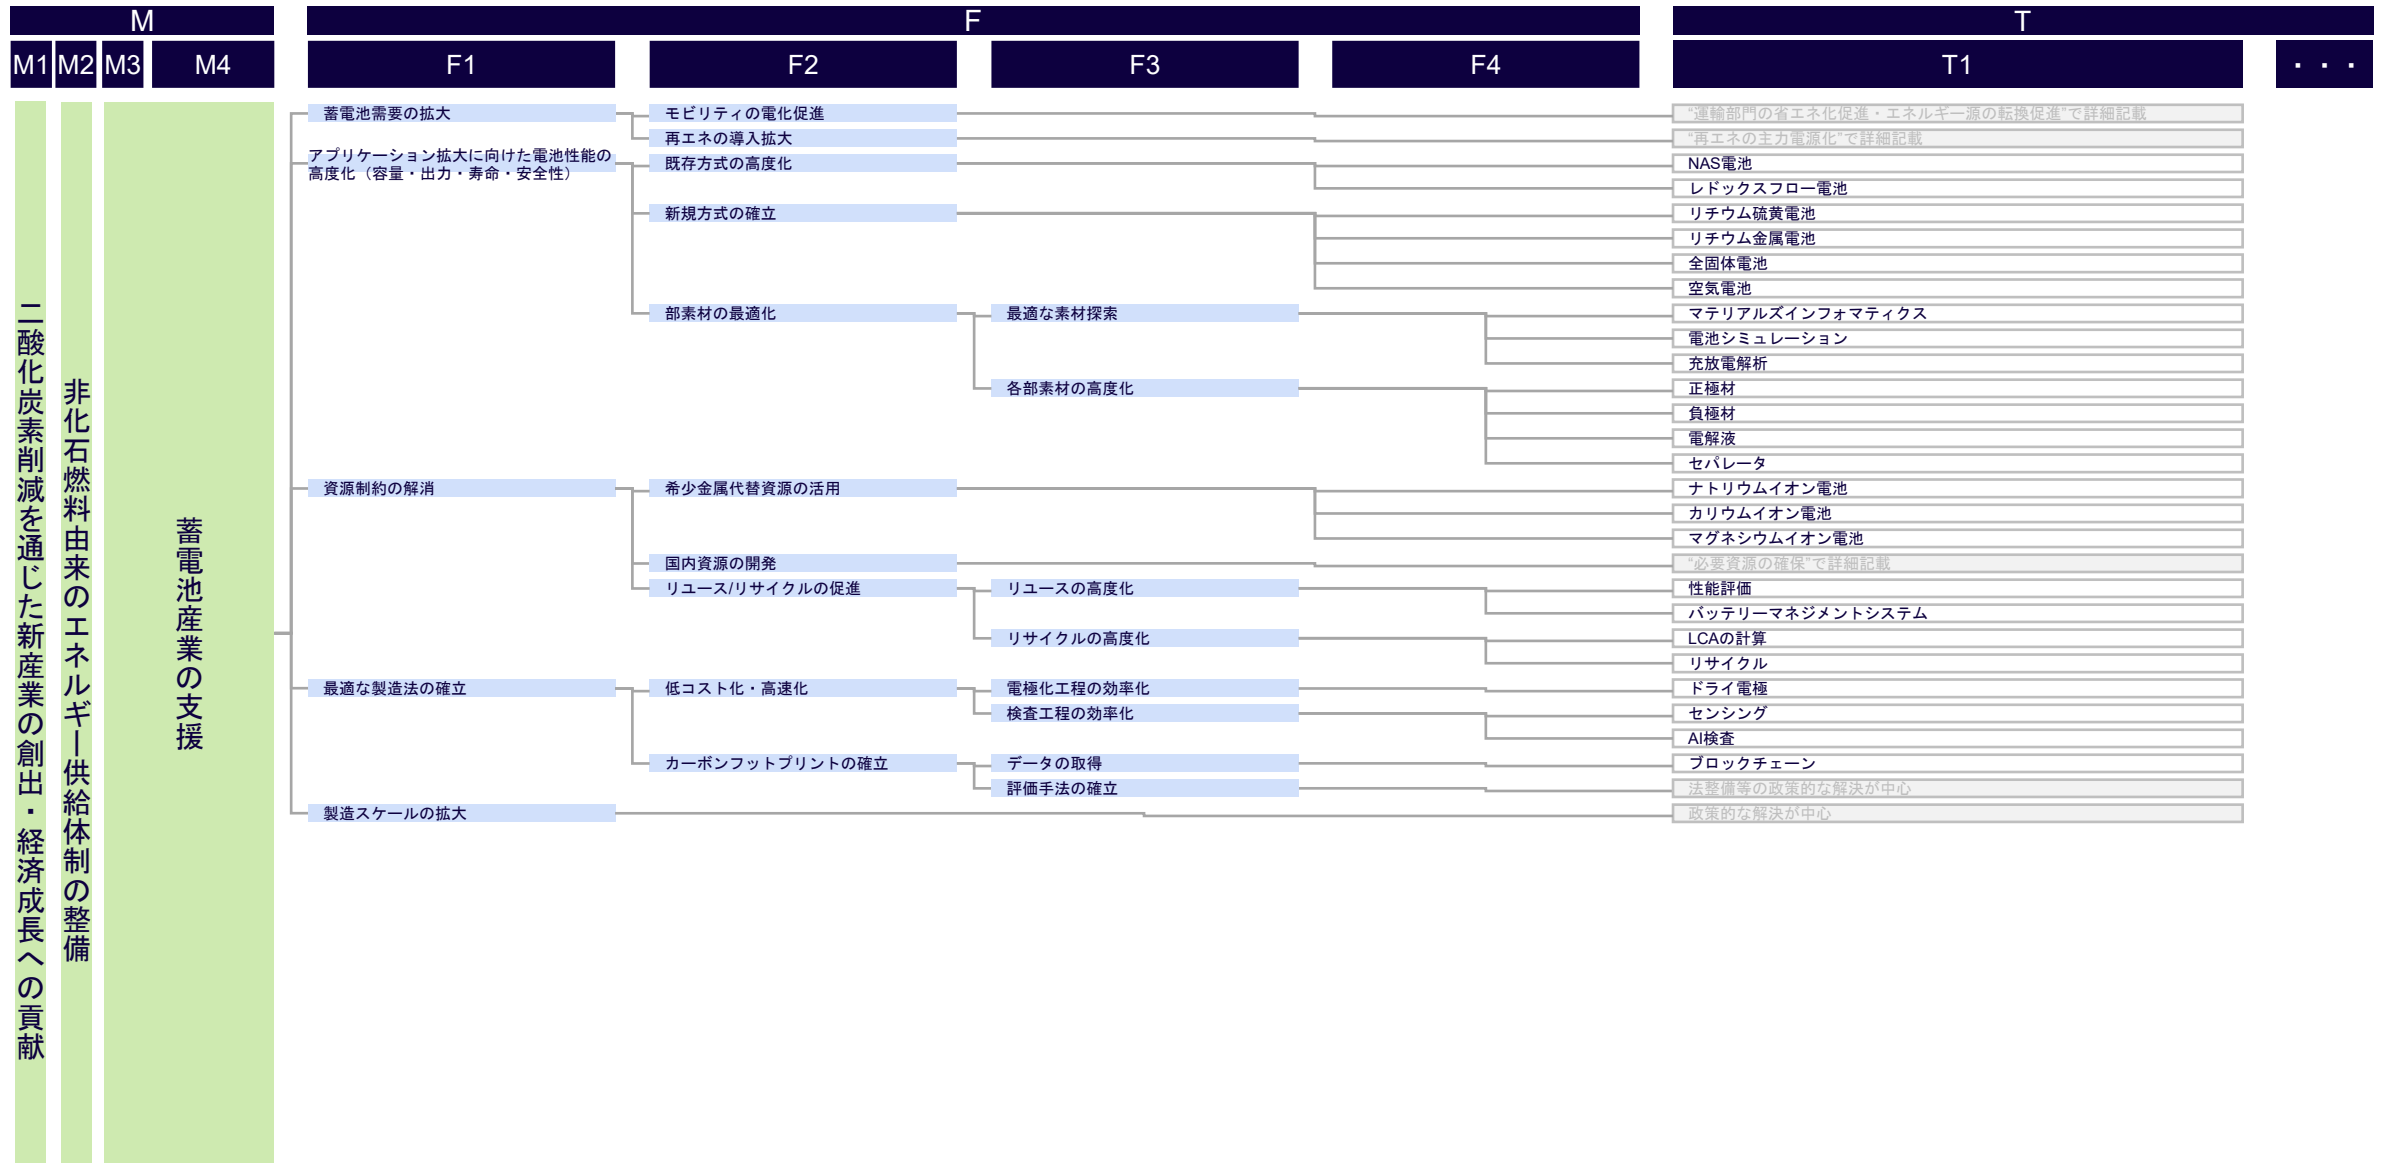 M
F
T
M1
M2
M3
M4
F1
F2
F3
F4
T1
・・・
二酸化炭素削減を通じた新産業の創出・経済成長への貢献
非化石燃料由来のエネルギー供給体制の整備
蓄電池産業の支援
蓄電池需要の拡大
モビリティの電化促進
“運輸部門の省エネ化促進・エネルギー源の転換促進”で詳細記載
再エネの導入拡大
“再エネの主力電源化”で詳細記載
アプリケーション拡大に向けた電池性能の
高度化（容量・出力・寿命・安全性）
既存方式の高度化
NAS電池
レドックスフロー電池
新規方式の確立
リチウム硫黄電池
リチウム金属電池
全固体電池
空気電池
部素材の最適化
最適な素材探索
マテリアルズインフォマティクス
電池シミュレーション
充放電解析
各部素材の高度化
正極材
負極材
電解液
セパレータ
資源制約の解消
希少金属代替資源の活用
ナトリウムイオン電池
カリウムイオン電池
マグネシウムイオン電池
国内資源の開発
“必要資源の確保”で詳細記載
リユース/リサイクルの促進
リユースの高度化
性能評価
バッテリーマネジメントシステム
リサイクルの高度化
LCAの計算
リサイクル
最適な製造法の確立
低コスト化・高速化
電極化工程の効率化
ドライ電極
検査工程の効率化
センシング
AI検査
カーボンフットプリントの確立
データの取得
ブロックチェーン
評価手法の確立
法整備等の政策的な解決が中心
製造スケールの拡大
政策的な解決が中心